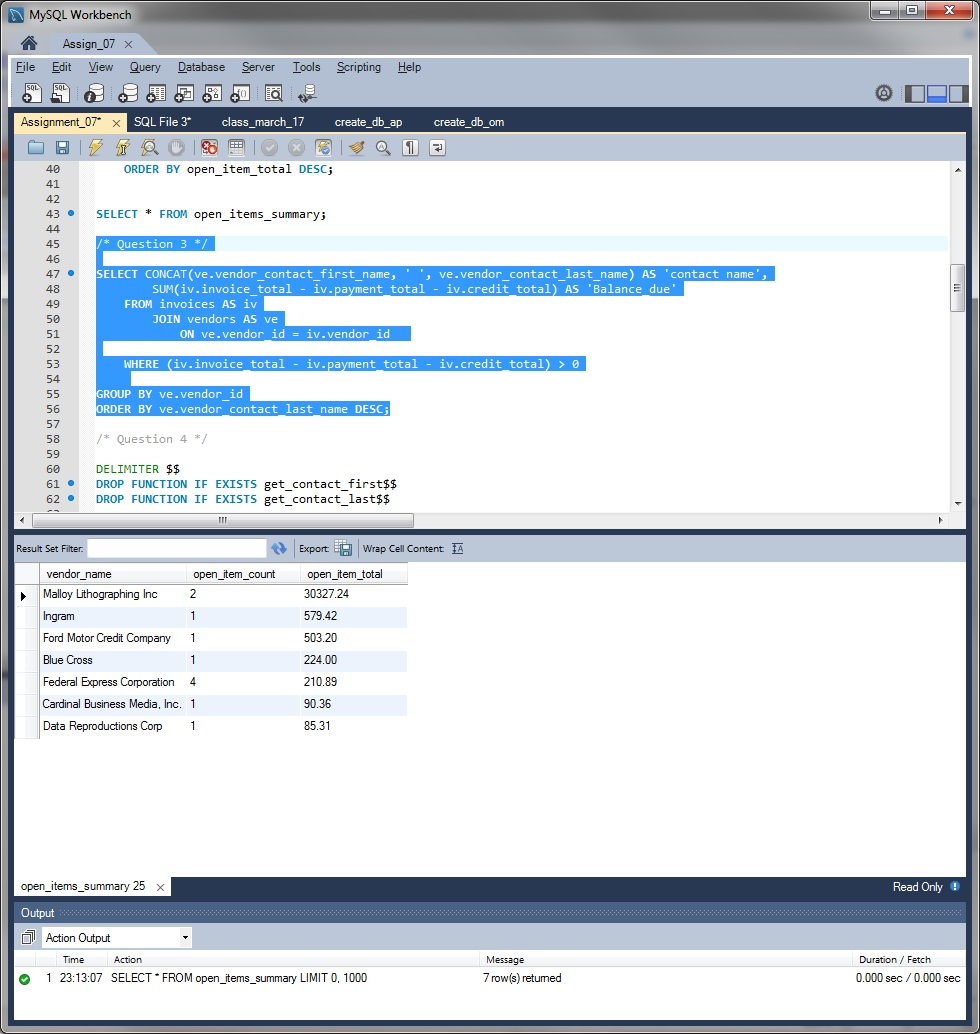 MySQL Workbench
Assign_07
File Edit View Query Database Server Tools Scripting Help
Assignment_07* SQL File 3* class_march_17 create_db_ap create_db_om
40 ORDER BY open_item_total DESC;
41
42
43 SELECT * FROM open_items_summary;
44
45 /* Question 3 */
46
47 SELECT CONCAT(ve.vendor_contact_first_name, ' ', ve.vendor_contact_last_name) AS 'contact name',
48 SUM(iv.invoice_total - iv.payment_total - iv.credit_total) AS 'Balance_due'
49 FROM invoices AS iv
50 JOIN vendors AS ve
51 ON ve.vendor_id = iv.vendor_id
52
53 WHERE (iv.invoice_total - iv.payment_total - iv.credit_total) > 0
54
55 GROUP BY ve.vendor_id
56 ORDER BY ve.vendor_contact_last_name DESC;
57
58 /* Question 4 */
59
60 DELIMITER $$
61 DROP FUNCTION IF EXISTS get_contact_first$$
62 DROP FUNCTION IF EXISTS get_contact_last$$
Result Set Filter: Export: Wrap Cell Content:
vendor_name open_item_count open_item_total
Malloy Lithographing Inc 2 30327.24
Ingram 1 579.42
Ford Motor Credit Company 1 503.20
Blue Cross 1 224.00
Federal Express Corporation 4 210.89
Cardinal Business Media, Inc. 1 90.36
Data Reproductions Corp 1 85.31
open_items_summary 25 Read Only
Output
Action Output
Time Action Message Duration / Fetch
1 23:13:07 SELECT * FROM open_items_summary LIMIT 0, 1000 7 row(s) returned 0.000 sec / 0.000 sec